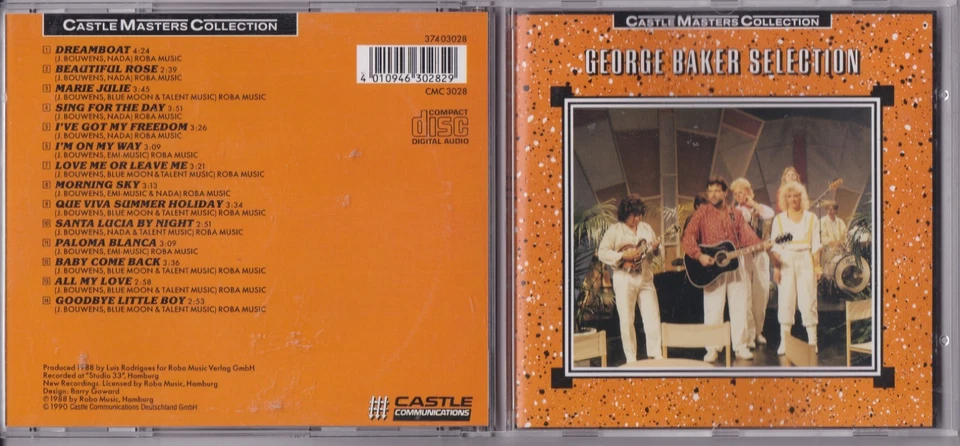 CASTLE MASTERS COLLECTION
1 DREAMBOAT 4:24
(J. BOUWENS, NADA) ROBA MUSIC
2 BEAUTIFUL ROSE 2:39
(J. BOUWENS, NADA) ROBA MUSIC
3 MARIE JULIE 3:45
(J. BOUWENS, BLUE MOON & TALENT MUSIC) ROBA MUSIC
4 SING FOR THE DAY 3:51
(J. BOUWENS, NADA) ROBA MUSIC
5 I'VE GOT MY FREEDOM 3:26
(J. BOUWENS, NADA) ROBA MUSIC
6 I'M ON MY WAY 3:09
(J. BOUWENS, EMI-MUSIC) ROBA MUSIC
7 LOVE ME OR LEAVE ME 3:21
(J. BOUWENS, BLUE MOON & TALENT MUSIC) ROBA MUSIC
8 MORNING SKY 3:13
(J. BOUWENS, EMI-MUSIC & NADA) ROBA MUSIC
9 QUE VIVA SUMMER HOLIDAY 3:34
(J. BOUWENS, BLUE MOON & TALENT MUSIC) ROBA MUSIC
10 SANTA LUCIA BY NIGHT 2:51
(J. BOUWENS, NADA & TALENT MUSIC) ROBA MUSIC
11 PALOMA BLANCA 3:09
(J. BOUWENS, EMI-MUSIC) ROBA MUSIC
12 BABY COME BACK 3:36
(J. BOUWENS, BLUE MOON & TALENT MUSIC) ROBA MUSIC
13 ALL MY LOVE 2:58
(J. BOUWENS, BLUE MOON & TALENT MUSIC) ROBA MUSIC
14 GOODBYE LITTLE BOY 2:53
(J. BOUWENS, BLUE MOON & TALENT MUSIC) ROBA MUSIC
374 03028
4 010946 302829
CMC 3028
COMPACT
disc
DIGITAL AUDIO
Produced 1988 by Luis Rodrigues for Roba Music Verlag GmbH
Recorded at "Studio 33", Hamburg
New Recordings. Licensed by Roba Music, Hamburg
Design: Barry Goward
℗ 1988 by Roba Music, Hamburg
© 1990 Castle Communications Deutschland GmbH
CASTLE
COMMUNICATIONS
CASTLE MASTERS COLLECTION
GEORGE BAKER SELECTION